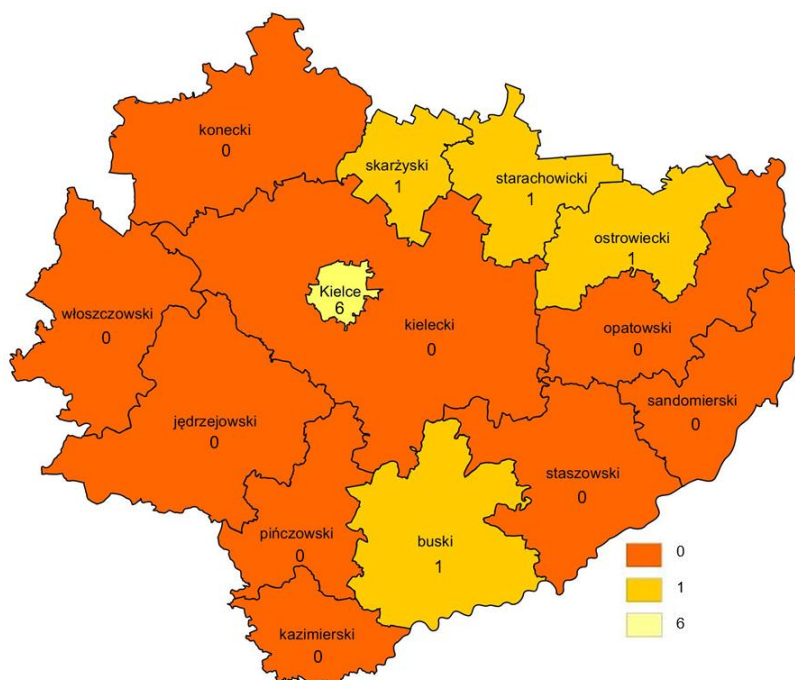 konecki
0
skarżyski
1
starachowicki
1
ostrowiecki
1
Kielce
6
włoszczowski
0
kielecki
0
opatowski
0
sandomierski
0
jędrzejowski
0
staszowski
0
pińczowski
0
buski
1
kazimierski
0
0
1
6